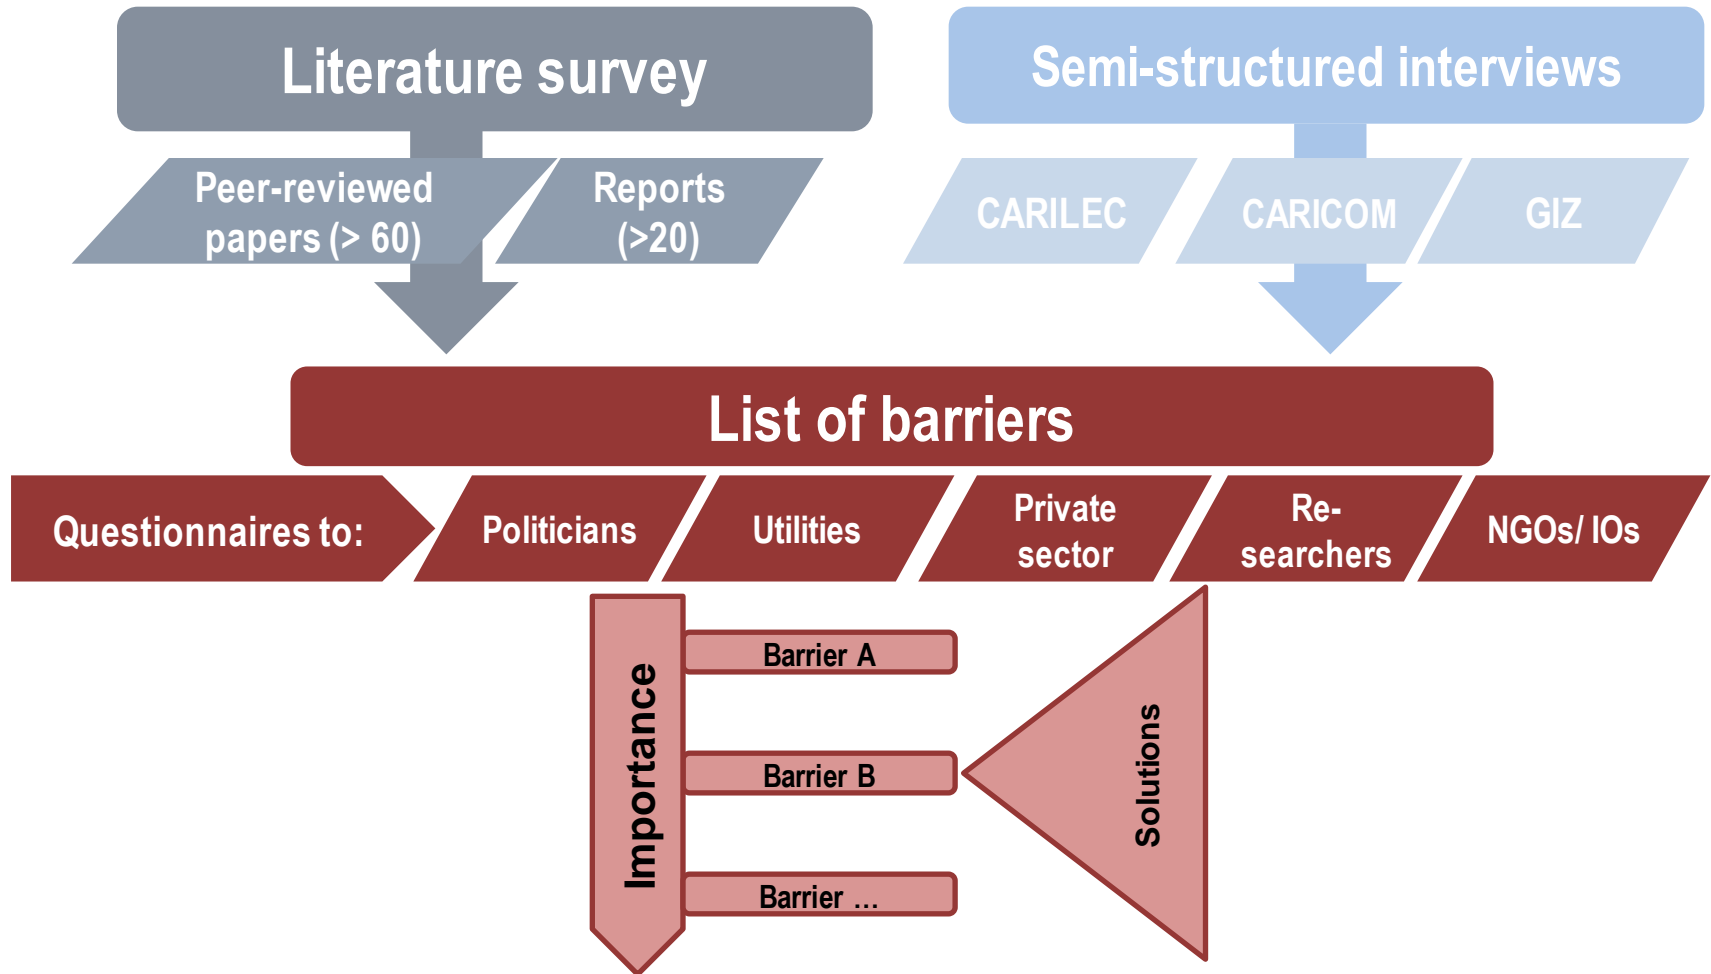 Literature survey
Semi-structured interviews
Peer-reviewed
papers (> 60)
Reports
(>20)
CARILEC
CARICOM
GIZ
List of barriers
Questionnaires to:
Politicians
Utilities
Private
sector
Re-
searchers
NGOs/ IOs
Importance
Barrier A
Barrier B
Barrier ...
Solutions